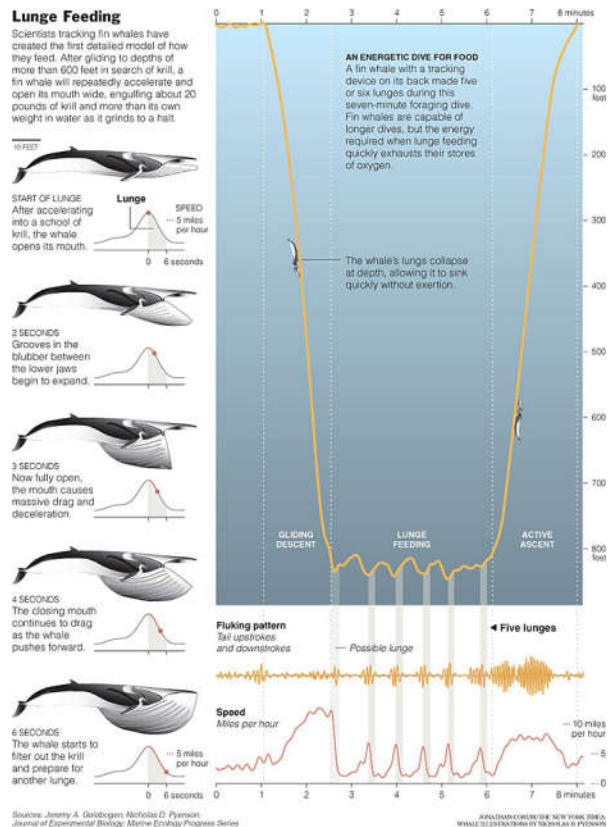 Lunge Feeding
Scientists tracking fin whales have
created the first detailed model of how
they feed. After gliding to depths of
more than 600 feet in search of krill, a
fin whale will repeatedly accelerate and
open its mouth wide, engulfing about 20
pounds of krill and more than its own
weight in water as it grinds to a halt.
10 FEET
START OF LUNGE
After accelerating
into a school of
krill, the whale
opens its mouth.
Lunge
SPEED
5 miles
per hour
0 6 seconds
2 SECONDS
Grooves in the
blubber between
the lower jaws
begin to expand.
3 SECONDS
Now fully open,
the mouth causes
massive drag and
deceleration.
4 SECONDS
The closing mouth
continues to drag
as the whale
pushes forward.
6 SECONDS
The whale starts to
filter out the krill
and prepare for
another lunge.
5 miles
per hour
0 6 seconds
0 1 2 3 4 5 6 7 8 minutes
AN ENERGETIC DIVE FOR FOOD
A fin whale with a tracking
device on its back made five
or six lunges during this
seven-minute foraging dive.
Fin whales are capable of
longer dives, but the energy
required when lunge feeding
quickly exhausts their stores
of oxygen.
100
feet
200
300
400
500
600
700
800
feet
The whale's lungs collapse
at depth, allowing it to sink
quickly without exertion.
GLIDING
DESCENT
LUNGE
FEEDING
ACTIVE
ASCENT
Fluking pattern
Tail upstrokes
and downstrokes
Possible lunge
Five lunges
Speed
Miles per hour
10 miles
per hour
5
0
0 1 2 3 4 5 6 7 8 minutes
Sources: Jeremy A. Goldbogen; Nicholas D. Pyenson;
Journal of Experimental Biology; Marine Ecology Progress Series
JONATHAN CORUM/THE NEW YORK TIMES;
WHALE ILLUSTRATIONS BY NICHOLAS D. PYENSON